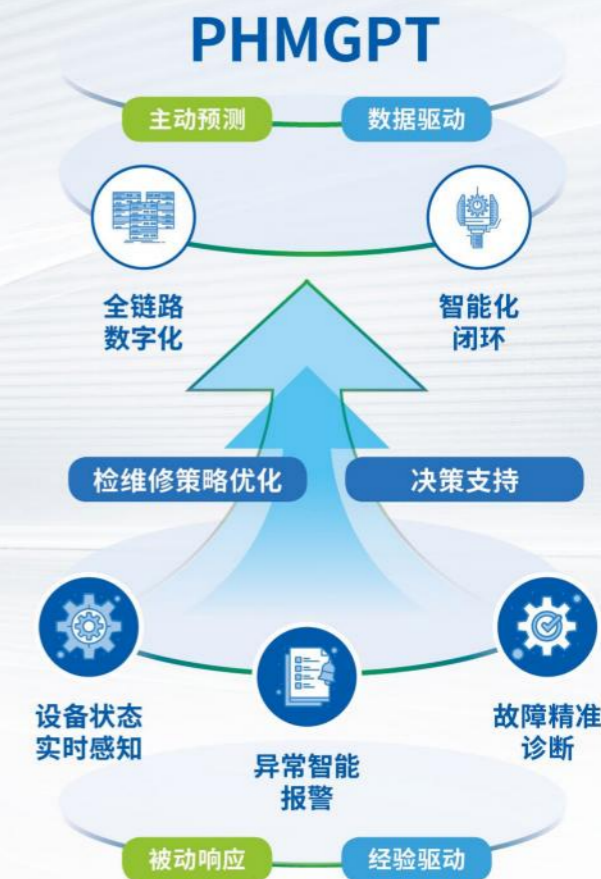 PHMGPT
主动预测
数据驱动
全链路
数字化
智能化
闭环
检维修策略优化
决策支持
设备状态
实时感知
异常智能
报警
故障精准
诊断
被动响应
经验驱动